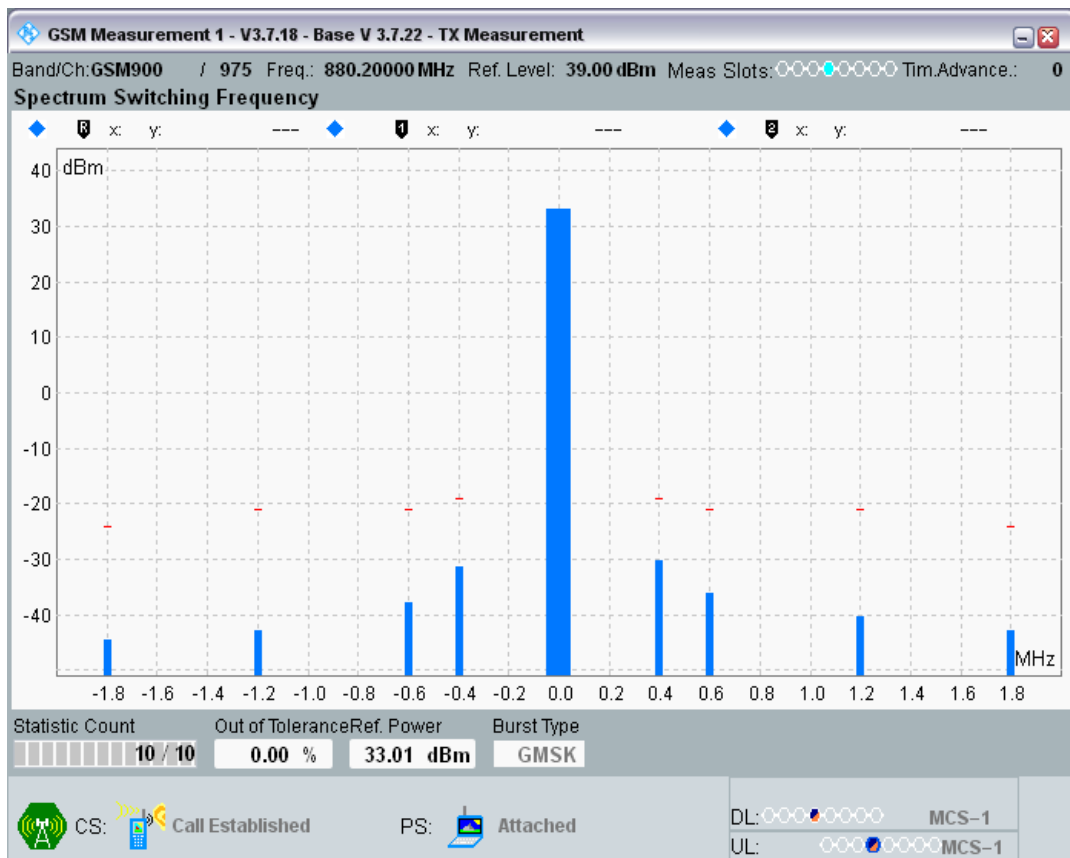 GSM Measurement 1 - V3.7.18 - Base V 3.7.22 - TX Measurement
Band/Ch:GSM900 / 975 Freq.: 880.20000 MHz Ref. Level: 39.00 dBm Meas Slots: Tim.Advance.: 0
Spectrum Switching Frequency
R x: y: --- 1 x: y: --- 2 x: y: ---
dBm
40
30
20
10
0
-10
-20
-30
-40
MHz
-1.8 -1.6 -1.4 -1.2 -1.0 -0.8 -0.6 -0.4 -0.2 0.0 0.2 0.4 0.6 0.8 1.0 1.2 1.4 1.6 1.8
Statistic Count Out of Tolerance Ref. Power Burst Type
10 / 10 0.00 % 33.01 dBm GMSK
CS: Call Established PS: Attached
DL: MCS-1
UL: MCS-1